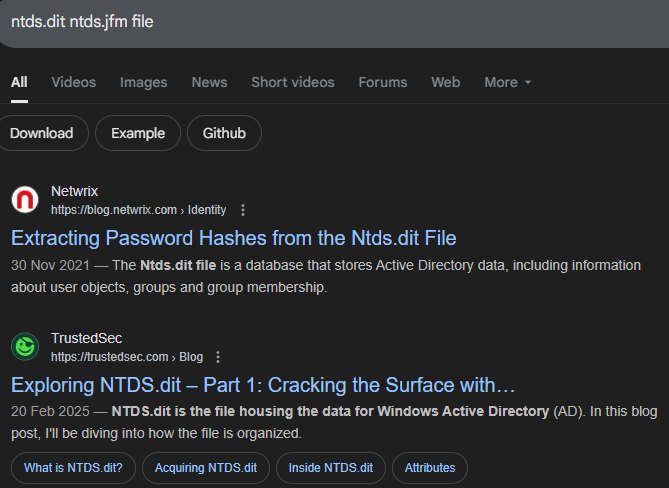 ntds.dit ntds.jfm file
All Videos Images News Short videos Forums Web More
Download Example Github
Netwrix
https://blog.netwrix.com › Identity
Extracting Password Hashes from the Ntds.dit File
30 Nov 2021 — The Ntds.dit file is a database that stores Active Directory data, including information
about user objects, groups and group membership.
TrustedSec
https://trustedsec.com › Blog
Exploring NTDS.dit – Part 1: Cracking the Surface with…
20 Feb 2025 — NTDS.dit is the file housing the data for Windows Active Directory (AD). In this blog
post, I'll be diving into how the file is organized.
What is NTDS.dit? Acquiring NTDS.dit Inside NTDS.dit Attributes